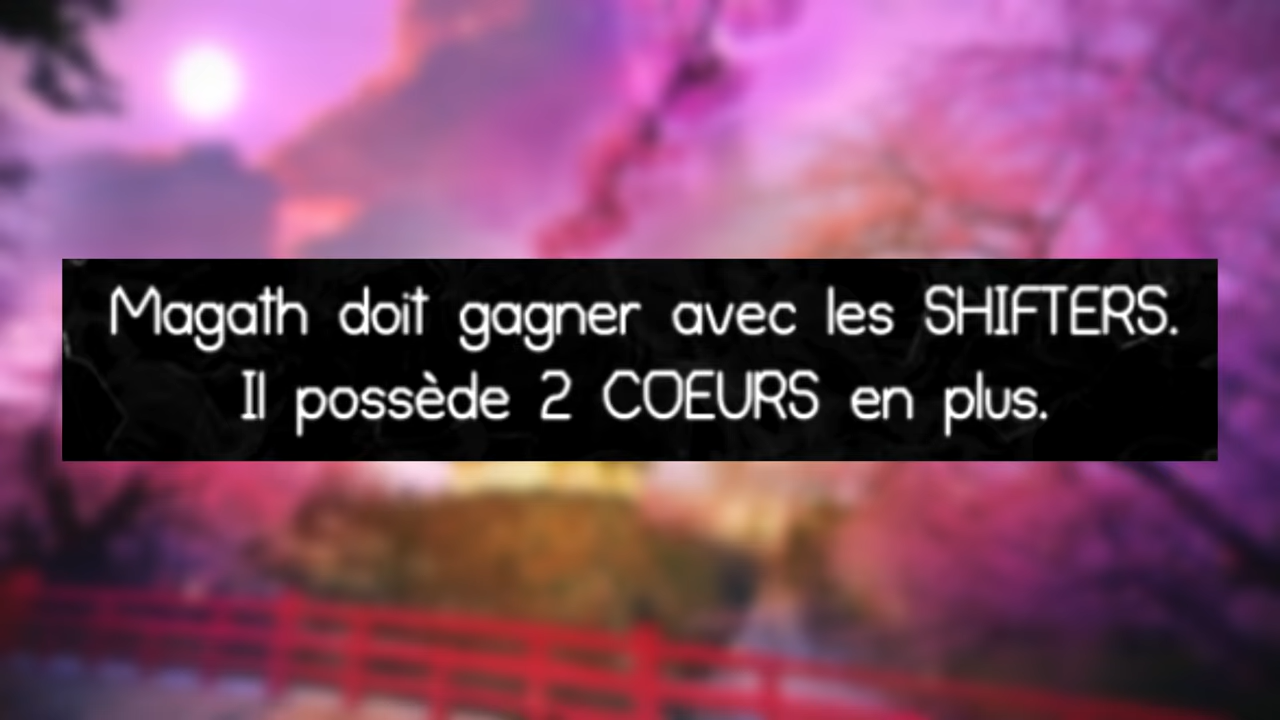 Magath doit gagner avec les SHIFTERS.
Il possède 2 COEURS en plus.